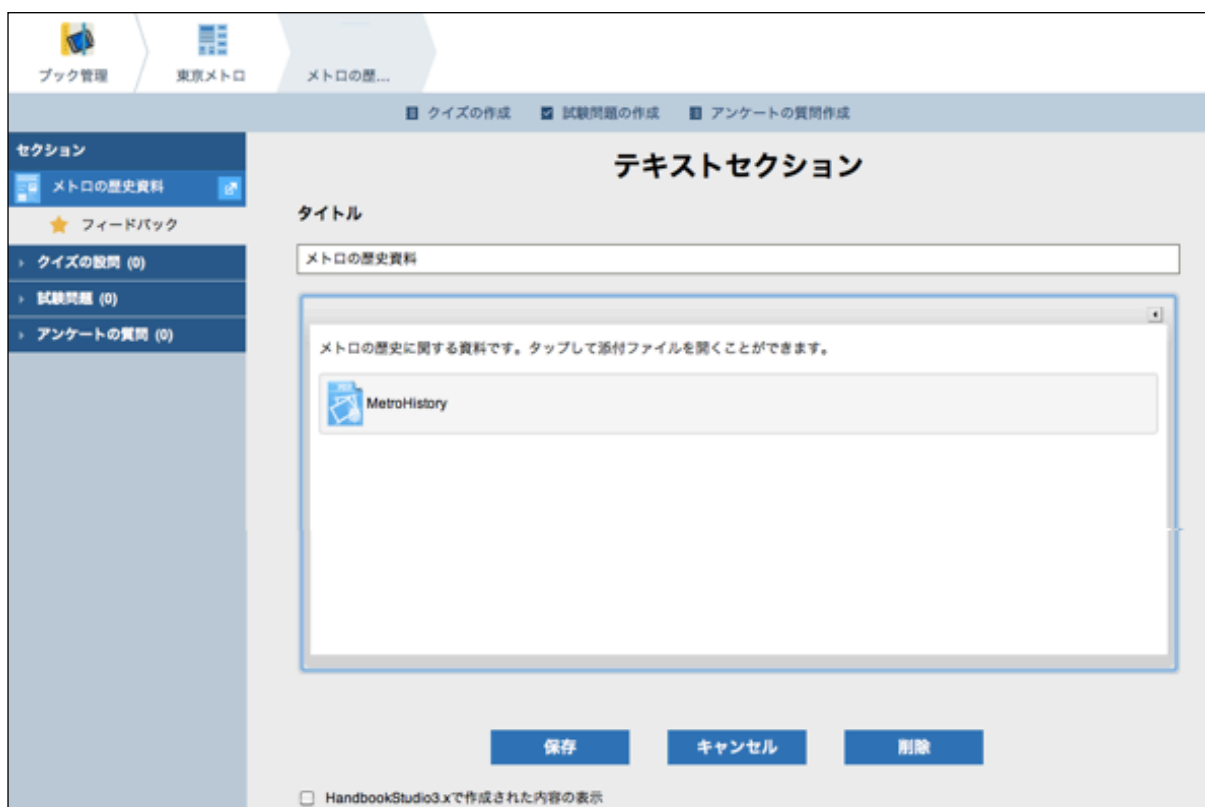 ブック管理
東京メトロ
メトロの歴...
クイズの作成 試験問題の作成 アンケートの質問作成
セクション
メトロの歴史資料
フィードバック
クイズの設問 (0)
試験問題 (0)
アンケートの質問 (0)
テキストセクション
タイトル
メトロの歴史資料
メトロの歴史に関する資料です。タップして添付ファイルを開くことができます。
MetroHistory
保存 キャンセル 削除
HandbookStudio3.xで作成された内容の表示